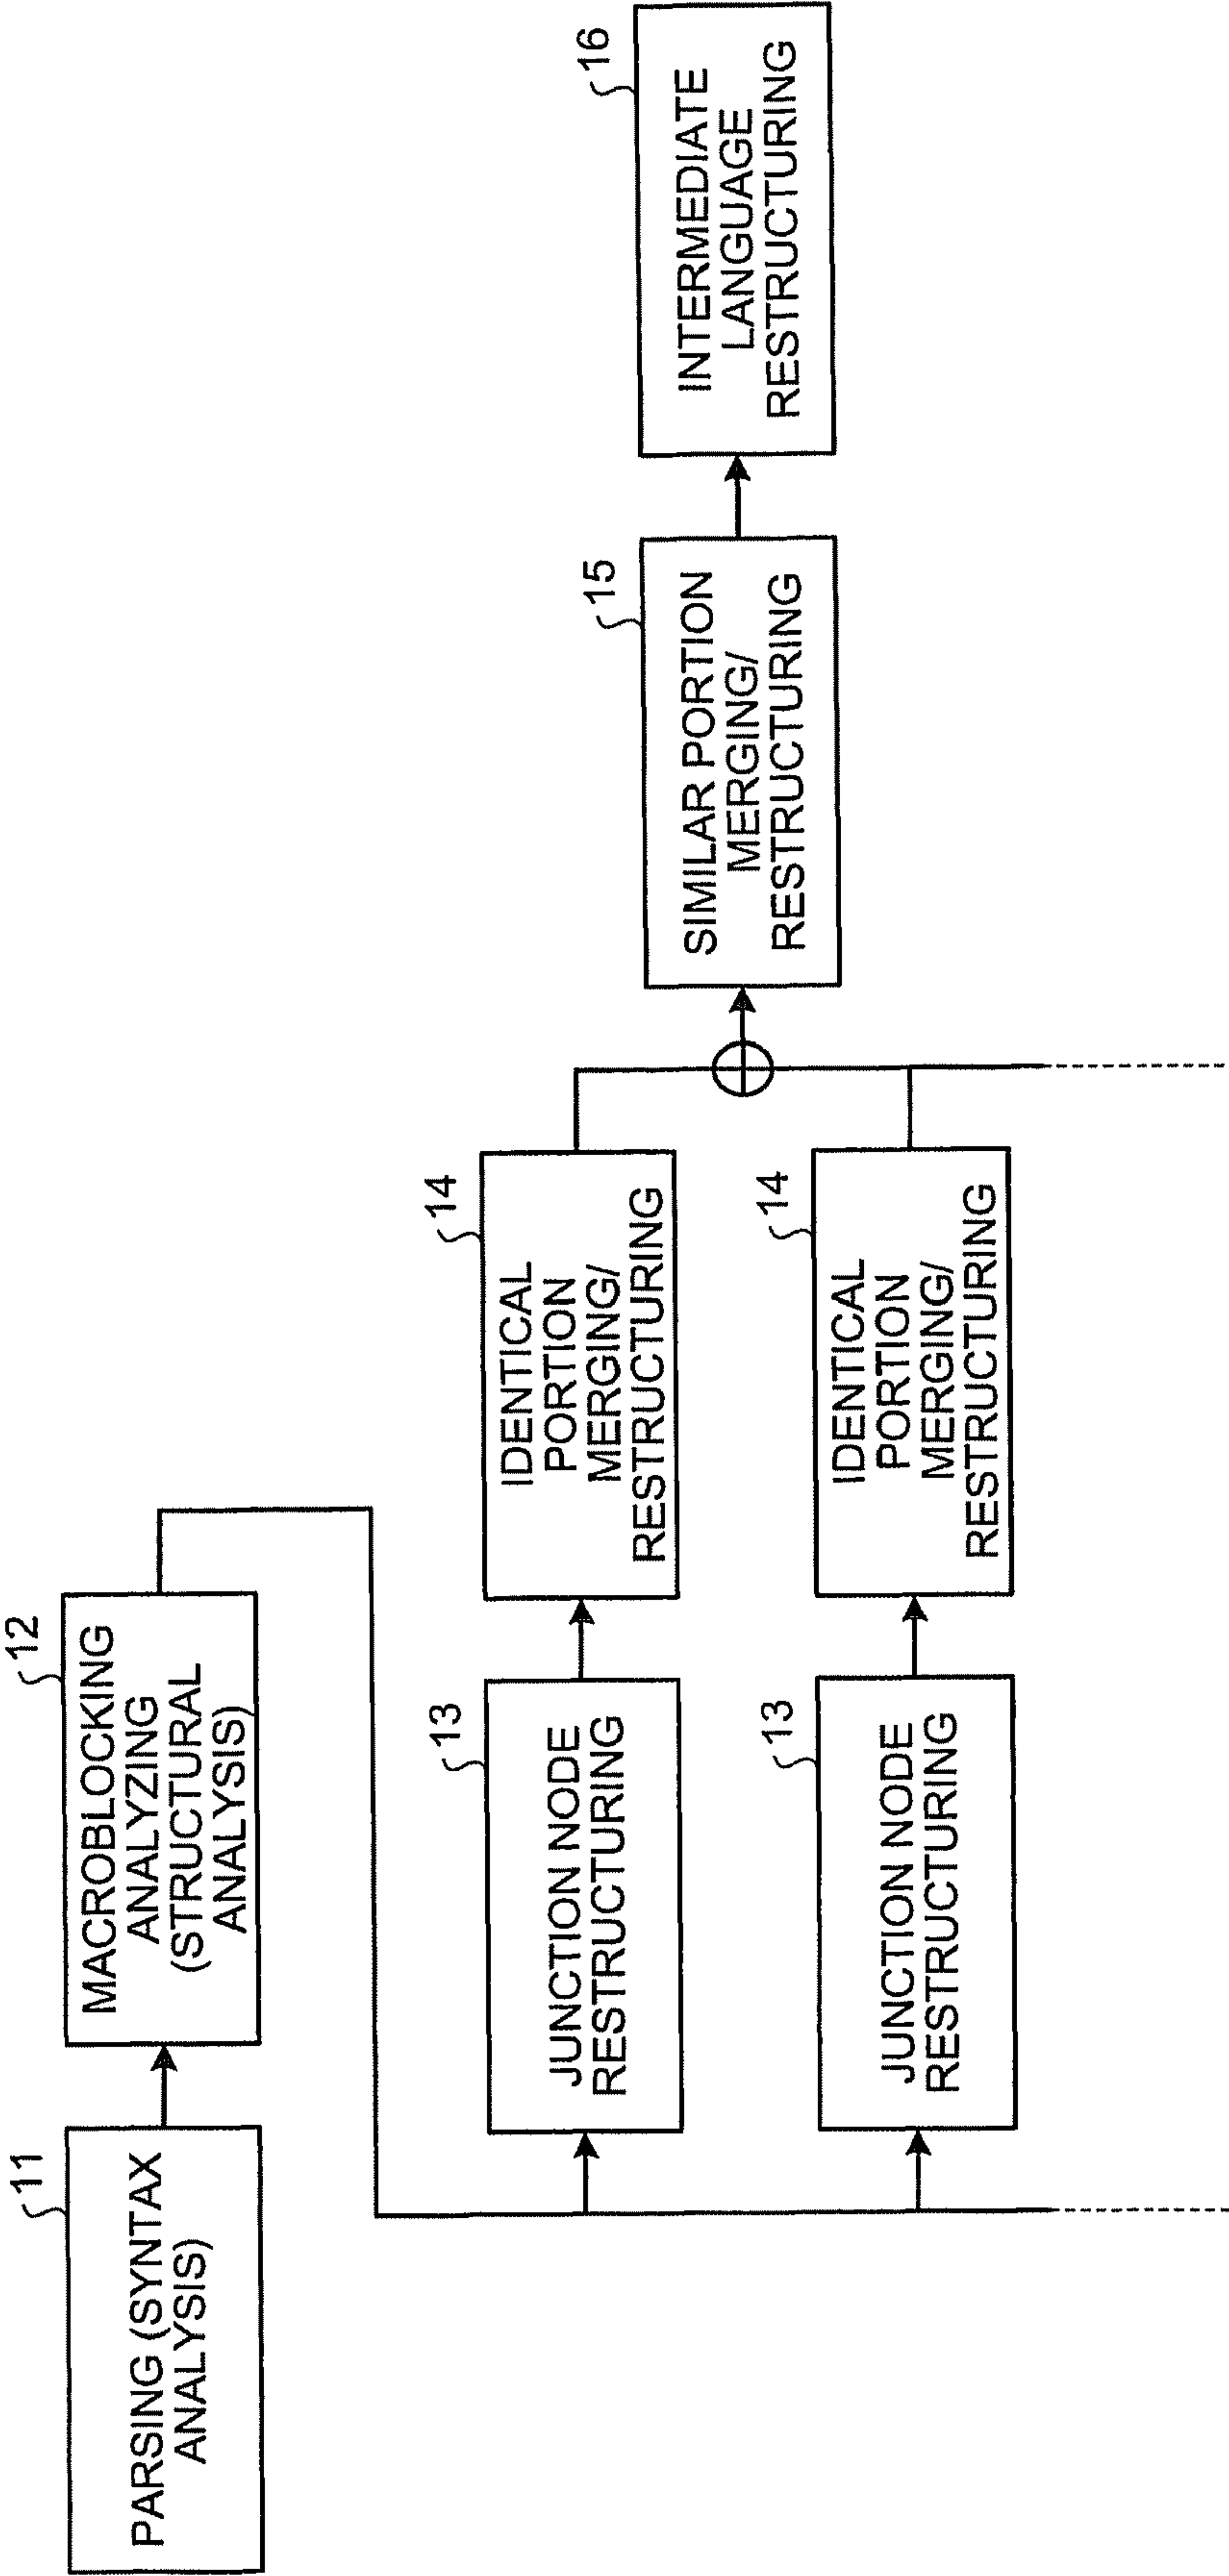 11
PARSING (SYNTAX
ANALYSIS)
12
MACROBLOCKING
ANALYZING
(STRUCTURAL
ANALYSIS)
13
JUNCTION NODE
RESTRUCTURING
14
IDENTICAL
PORTION
MERGING/
RESTRUCTURING
13
JUNCTION NODE
RESTRUCTURING
14
IDENTICAL
PORTION
MERGING/
RESTRUCTURING
15
SIMILAR PORTION
MERGING/
RESTRUCTURING
16
INTERMEDIATE
LANGUAGE
RESTRUCTURING